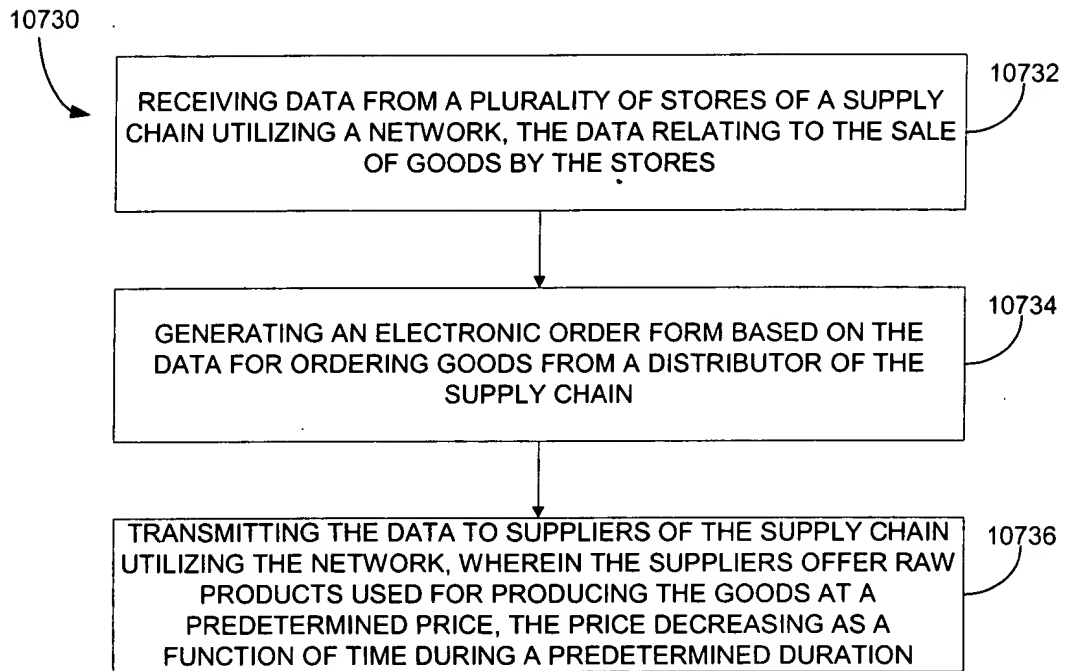 10730
10732
RECEIVING DATA FROM A PLURALITY OF STORES OF A SUPPLY
CHAIN UTILIZING A NETWORK, THE DATA RELATING TO THE SALE
OF GOODS BY THE STORES
10734
GENERATING AN ELECTRONIC ORDER FORM BASED ON THE
DATA FOR ORDERING GOODS FROM A DISTRIBUTOR OF THE
SUPPLY CHAIN
10736
TRANSMITTING THE DATA TO SUPPLIERS OF THE SUPPLY CHAIN
UTILIZING THE NETWORK, WHEREIN THE SUPPLIERS OFFER RAW
PRODUCTS USED FOR PRODUCING THE GOODS AT A
PREDETERMINED PRICE, THE PRICE DECREASING AS A
FUNCTION OF TIME DURING A PREDETERMINED DURATION